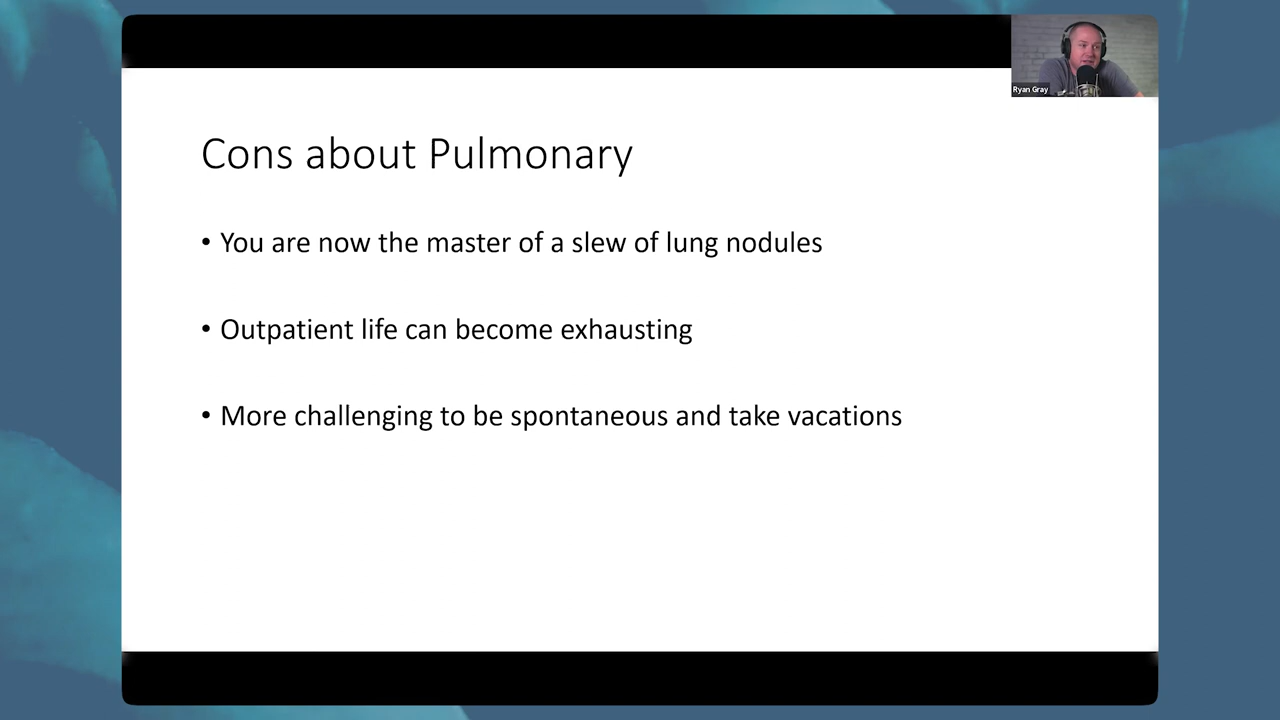 Ryan Gray
Cons about Pulmonary
• You are now the master of a slew of lung nodules
• Outpatient life can become exhausting
• More challenging to be spontaneous and take vacations